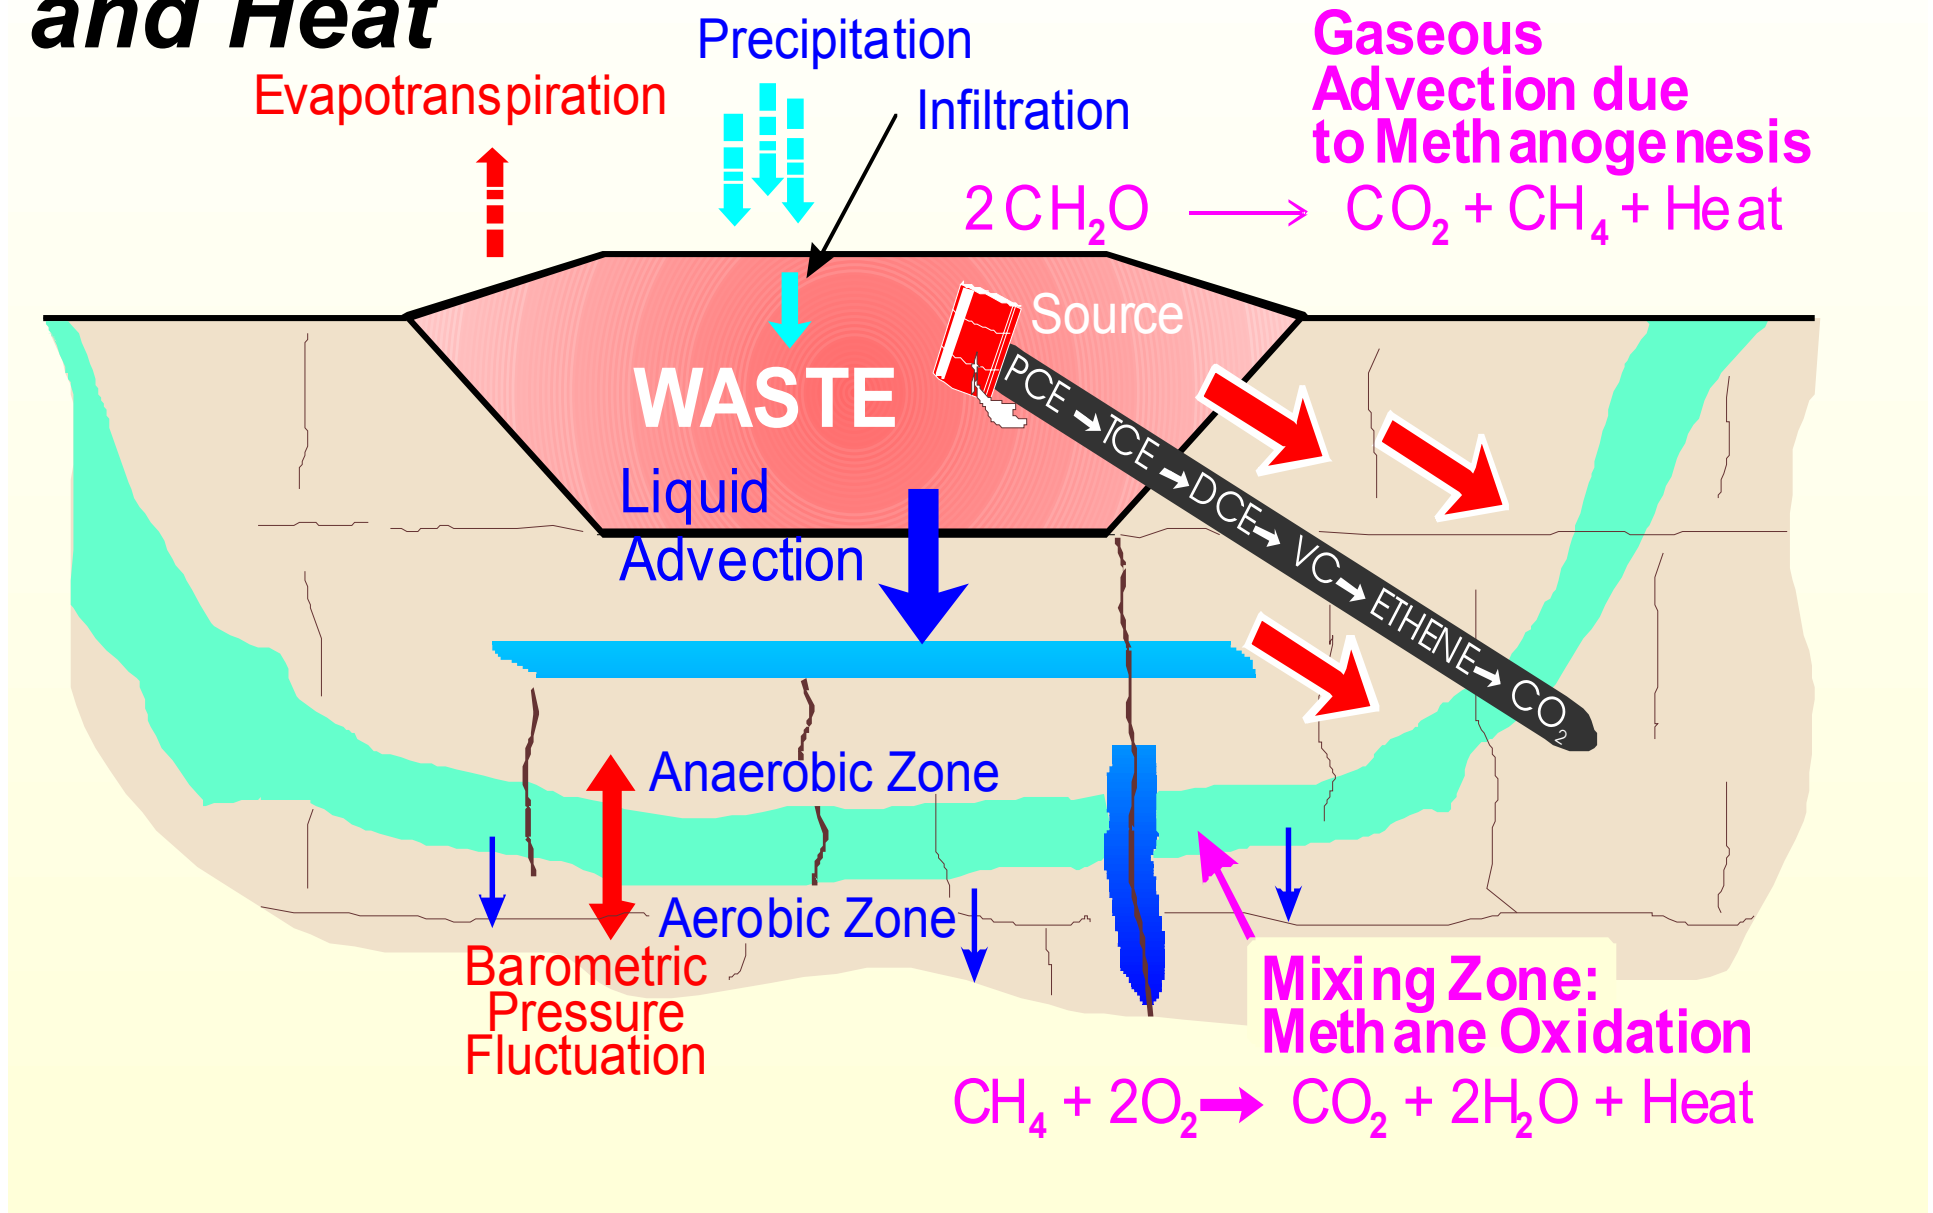 and Heat
Precipitation
Evapotranspiration
Infiltration
Gaseous
Advection due
to Methanogenesis
2CH₂O → CO₂ + CH₄ + Heat
Source
WASTE
PCE → TCE → DCE → VC → ETHENE → CO₂
Liquid
Advection
Anaerobic Zone
Aerobic Zone
Barometric
Pressure
Fluctuation
Mixing Zone:
Methane Oxidation
CH₄ + 2O₂ → CO₂ + 2H₂O + Heat